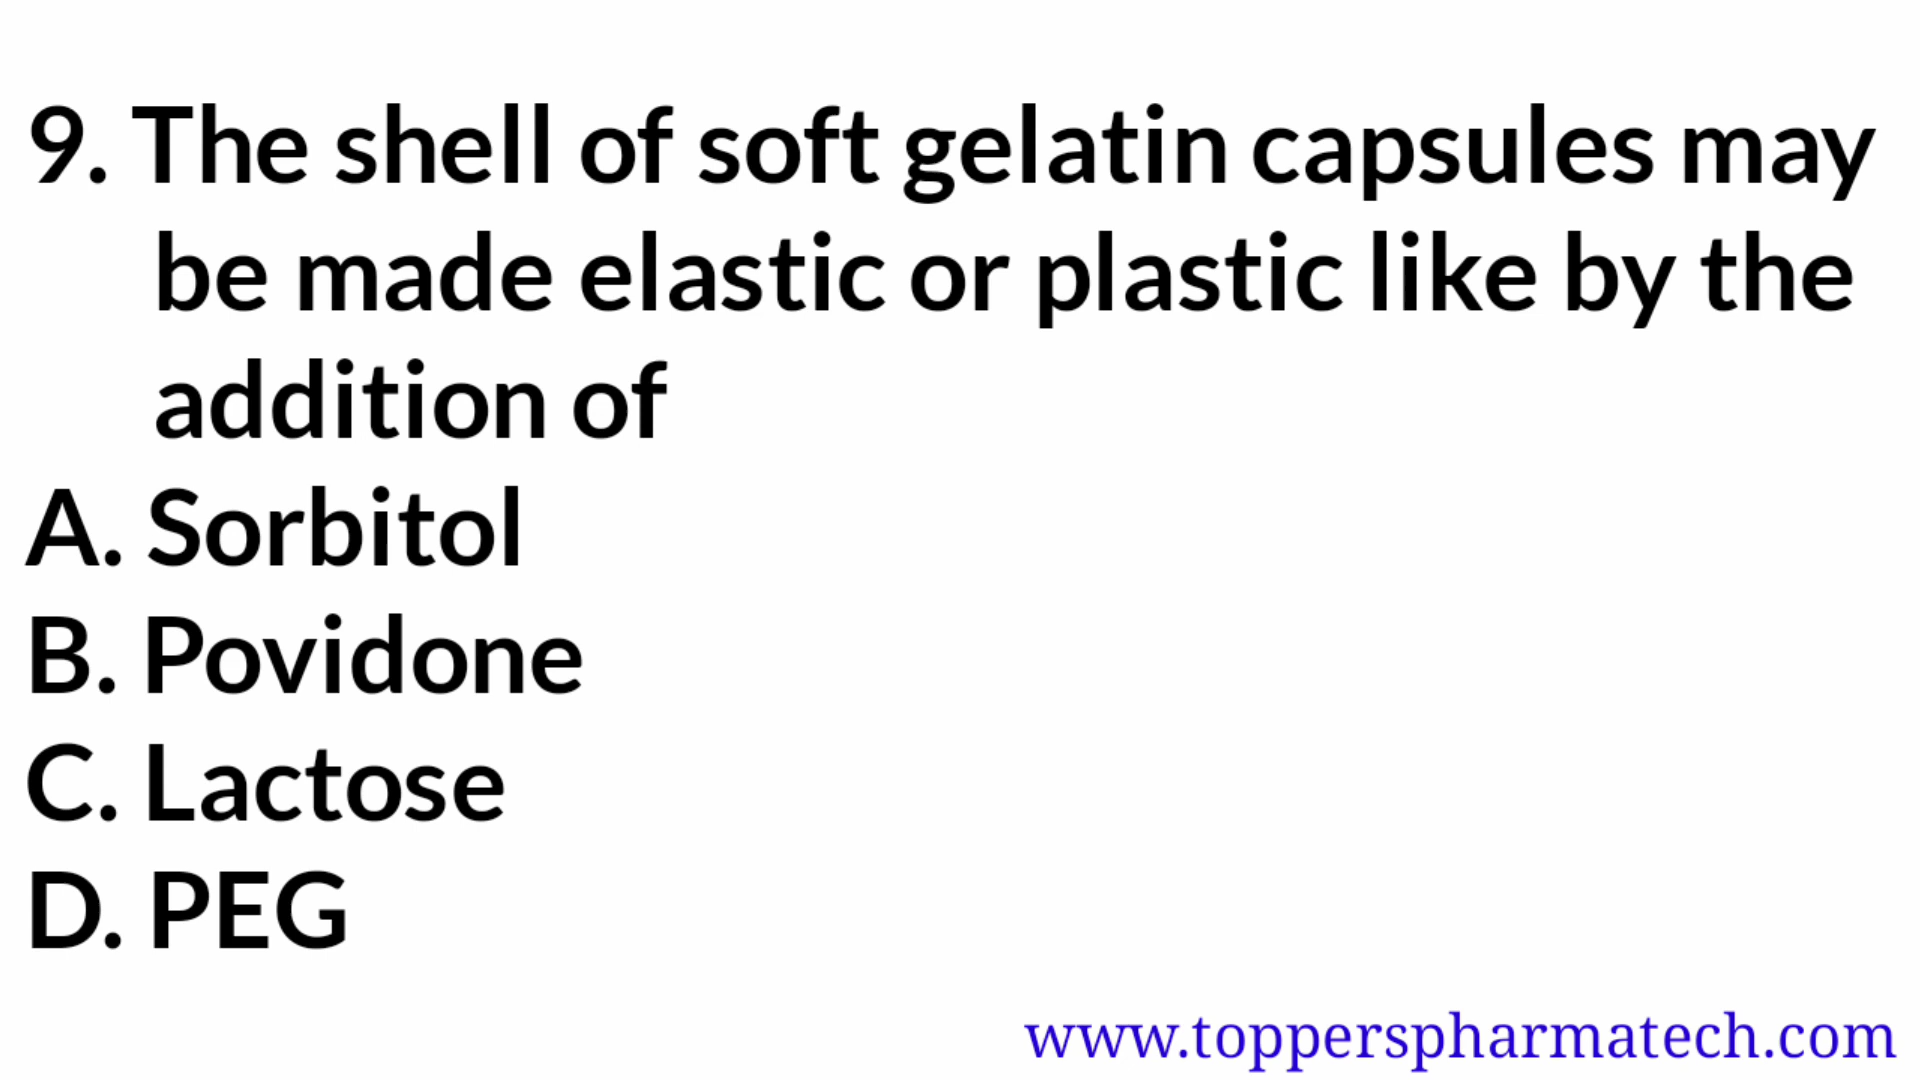 9. The shell of soft gelatin capsules may
be made elastic or plastic like by the
addition of
A. Sorbitol
B. Povidone
C. Lactose
D. PEG
www.topperspharmatech.com